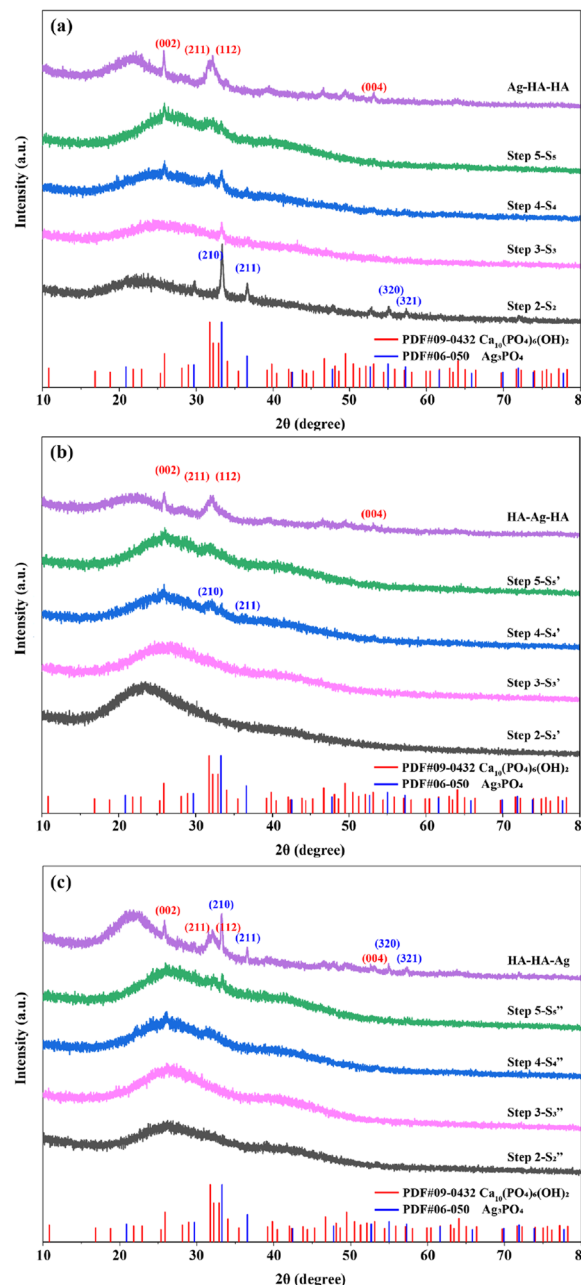 (a)
(002)
(211) (112)
(004)
Ag-HA-HA
Step 5-S₅
Step 4-S₄
Step 3-S₃
(210)
(211)
(320)
(321)
Step 2-S₂
PDF#09-0432 Ca₁₀(PO₄)₆(OH)₂
PDF#06-050 Ag₃PO₄
Intensity (a.u.)
10 20 30 40 50 60 70 80
2θ (degree)
(b)
(002)
(211) (112)
(004)
HA-Ag-HA
Step 5-S₅'
(210)
(211)
Step 4-S₄'
Step 3-S₃'
Step 2-S₂'
PDF#09-0432 Ca₁₀(PO₄)₆(OH)₂
PDF#06-050 Ag₃PO₄
Intensity (a.u.)
10 20 30 40 50 60 70 80
2θ (degree)
(c)
(210)
(002)
(211) (112)
(211)
(320)
(004) (321)
HA-HA-Ag
Step 5-S₅''
Step 4-S₄''
Step 3-S₃''
Step 2-S₂''
PDF#09-0432 Ca₁₀(PO₄)₆(OH)₂
PDF#06-050 Ag₃PO₄
Intensity (a.u.)
10 20 30 40 50 60 70 80
2θ (degree)